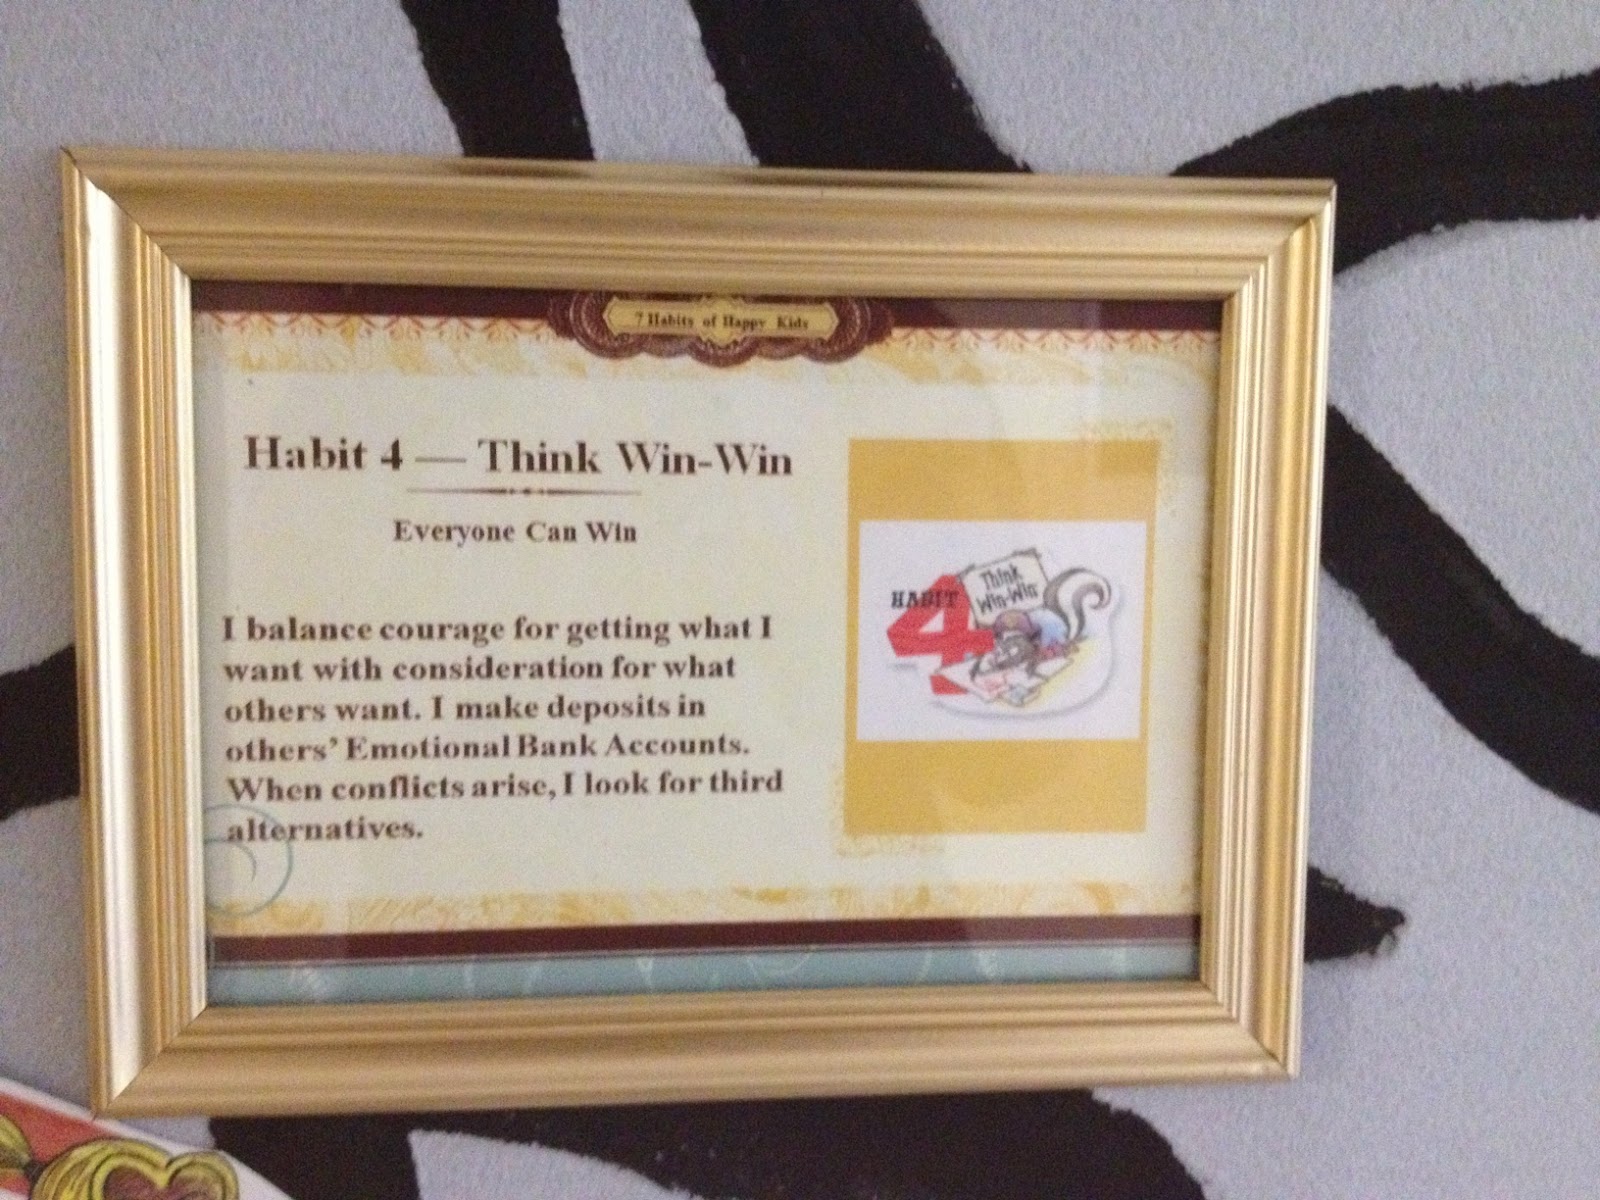 7 Habits of Happy Kids
Habit 4 — Think Win-Win
Everyone Can Win
I balance courage for getting what I
want with consideration for what
others want. I make deposits in
others' Emotional Bank Accounts.
When conflicts arise, I look for third
alternatives.
HABIT
4
Think
Win-Win